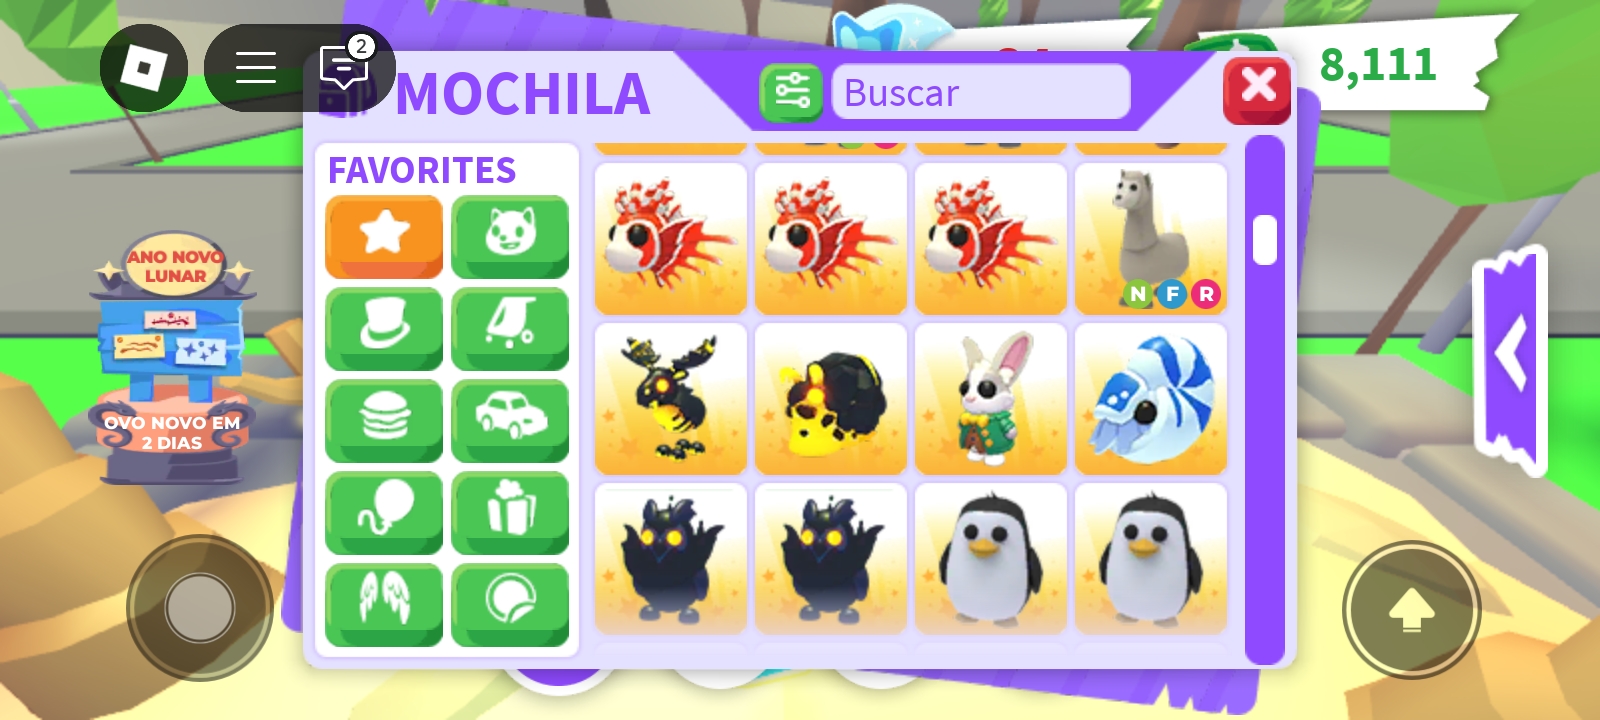 2
MOCHILA
Buscar
8,111
FAVORITES
ANO NOVO
LUNAR
N F R
OVO NOVO EM
2 DIAS